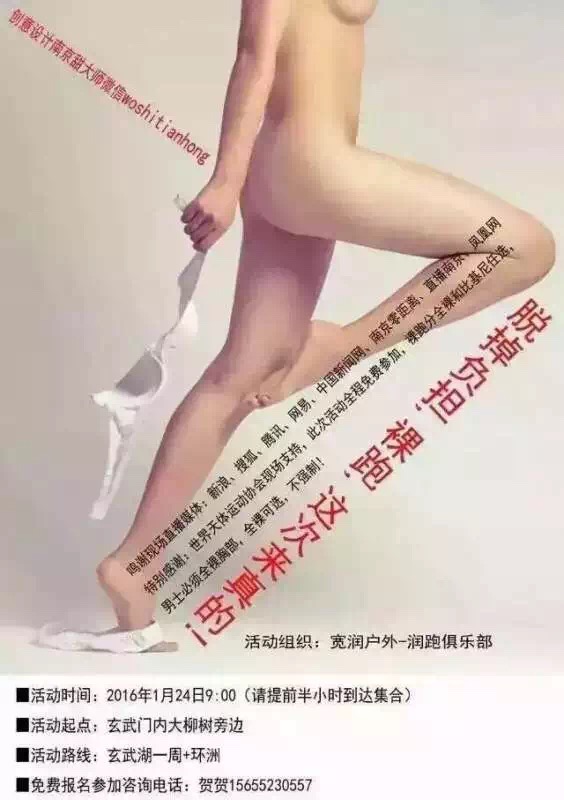 创意设计南京甜大师微信woshitianhong
脱掉负担，裸跑，这次来真的！
鸣谢现场直播媒体：新浪、搜狐、腾讯、网易、中国新闻网、南京零距离、直播南京、凤凰网
特别感谢：世界天体运动协会现场支持，此次活动全程免费参加，裸跑分全裸和比基尼任选，
男士必须全裸胸部，全裸可选，不强制！
活动组织：宽润户外-润跑俱乐部
■活动时间：2016年1月24日9:00（请提前半小时到达集合）
■活动起点：玄武门内大柳树旁边
■活动路线：玄武湖一周+环洲
■免费报名参加咨询电话：贺贺15655230557